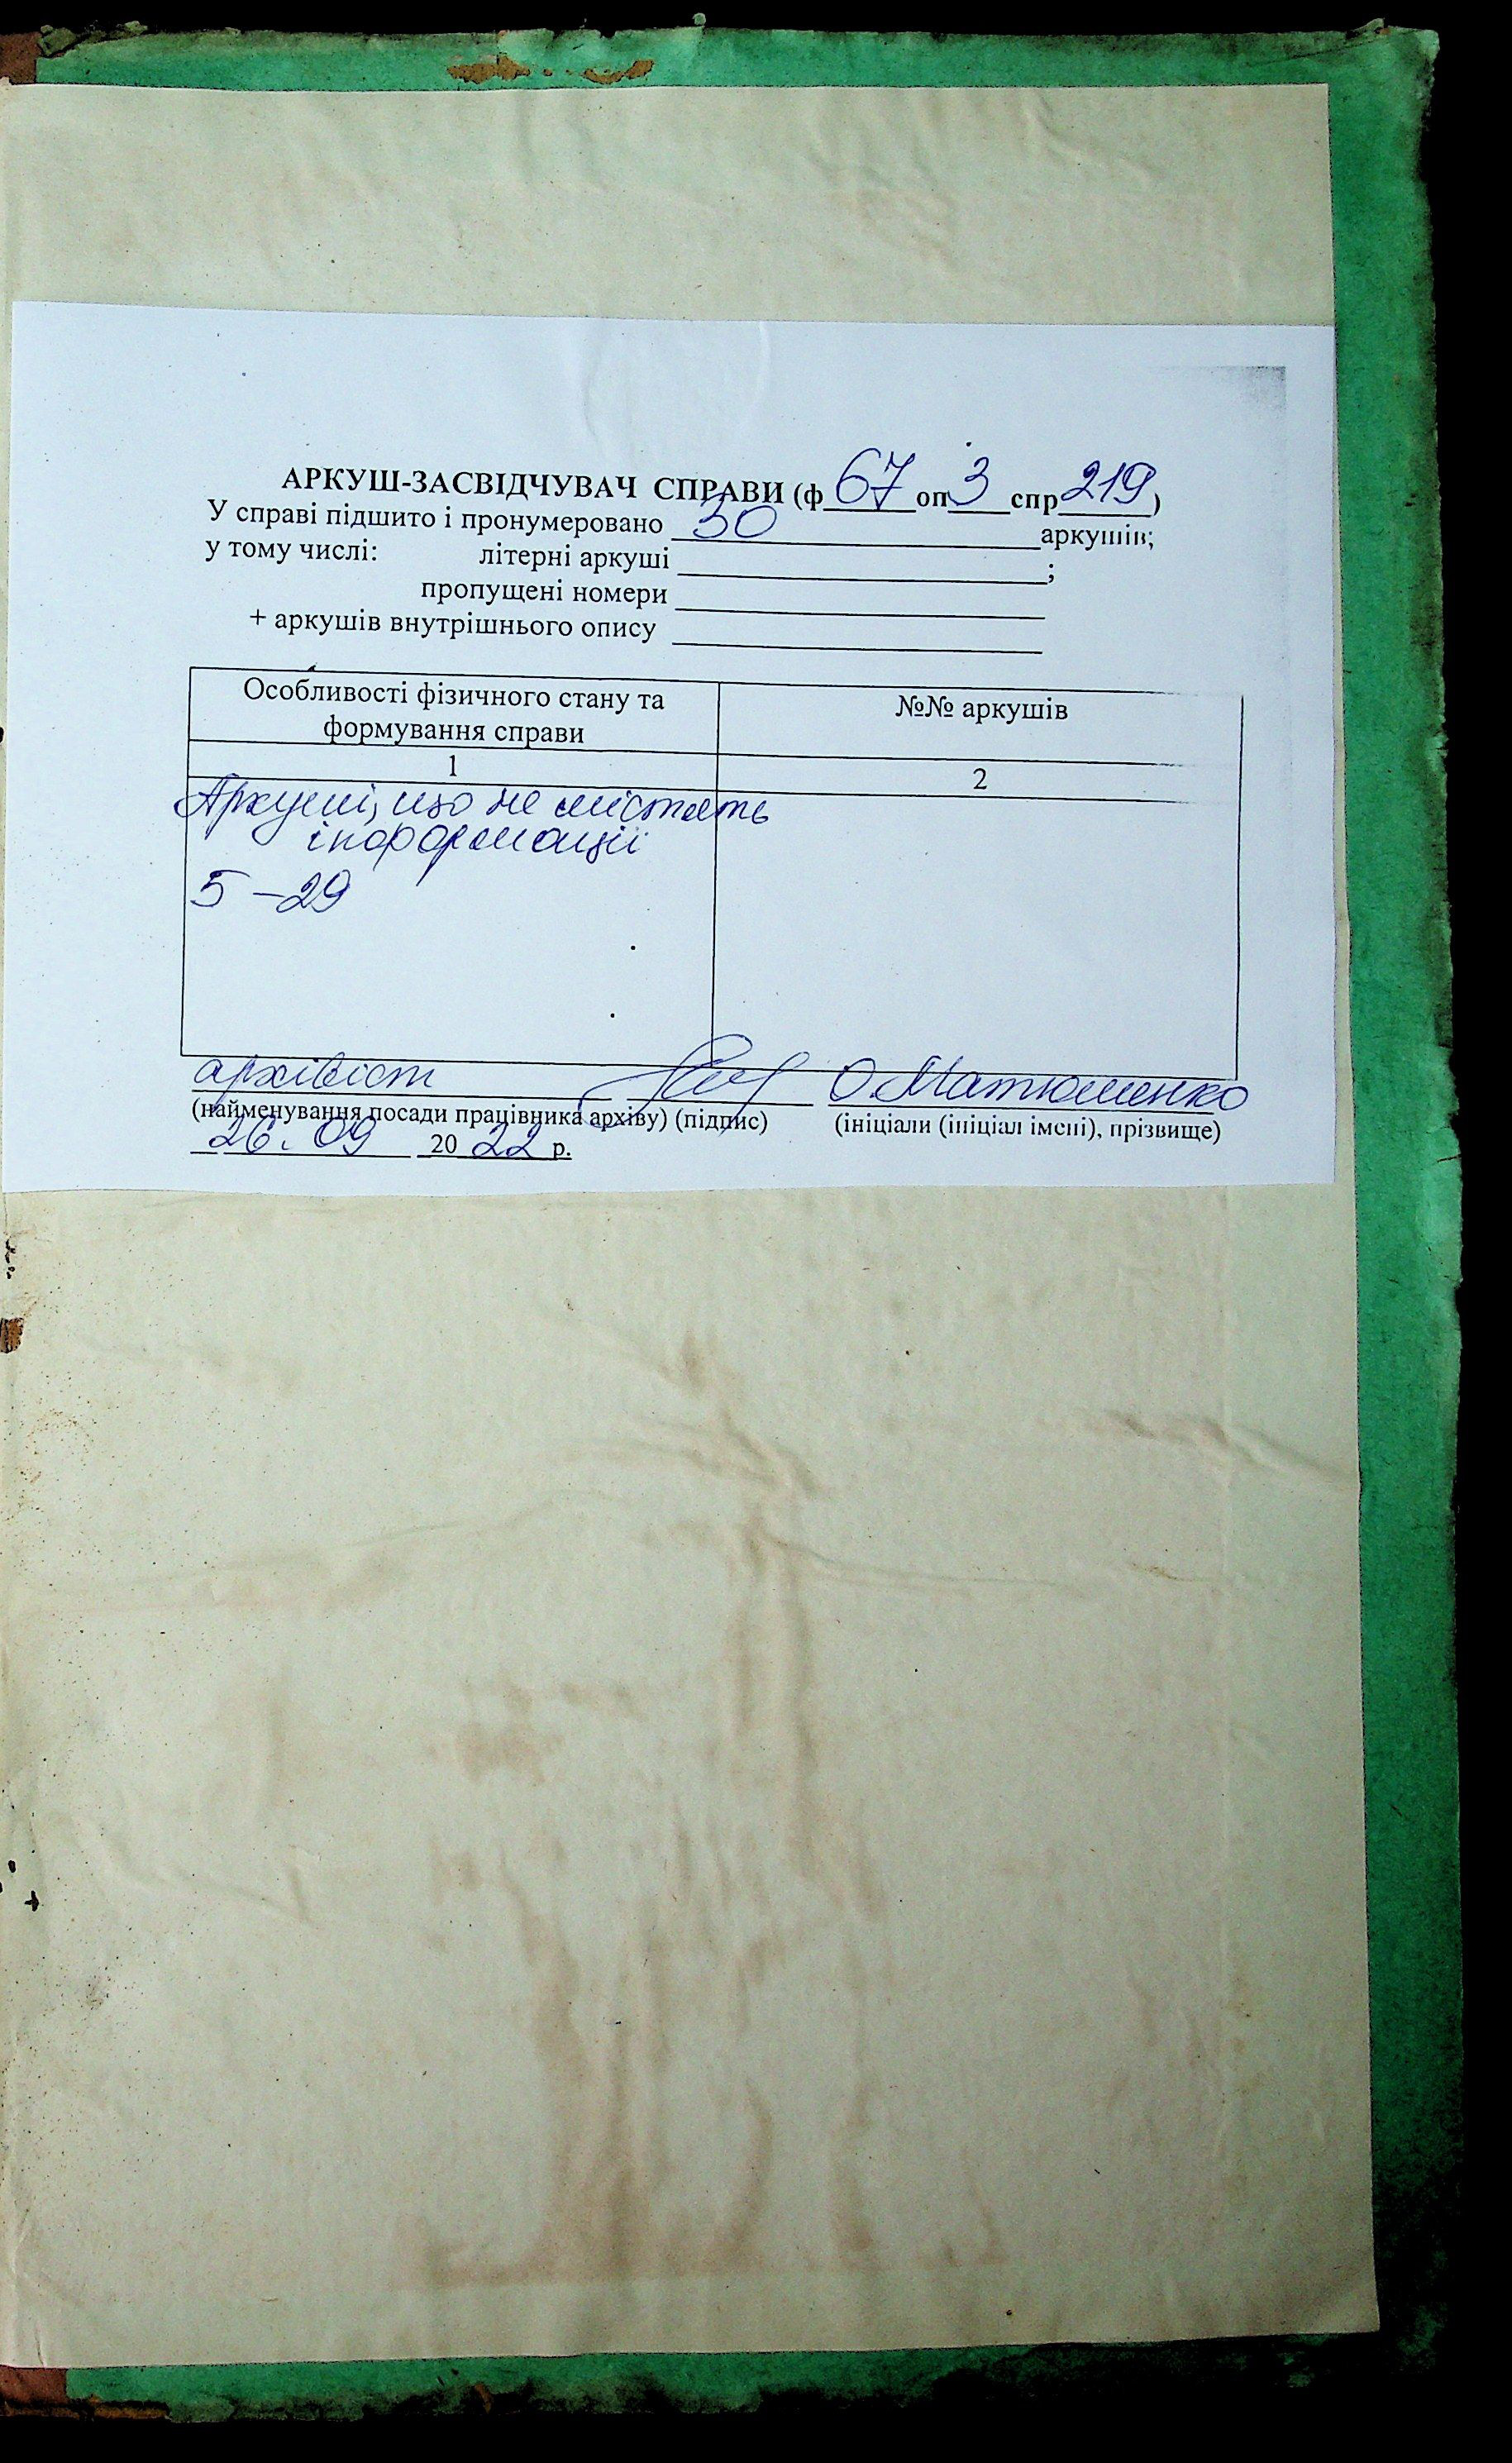 АРКУШ-ЗАСВІДЧУВАЧ СПРАВИ (ф 67 оп 3 спр 219)
У справі підшито і пронумеровано 30 аркушів;
у тому числі: літерні аркуші ;
пропущені номери
+ аркушів внутрішнього опису
Особливості фізичного стану та формування справи
№№ аркушів
1
2
Аркуші, що не містять
інформації
5 - 29
архівіст О.Матюшенко
(найменування посади працівника архіву) (підпис) (ініціали (ініціал імені), прізвище)
26. 09 2022 р.